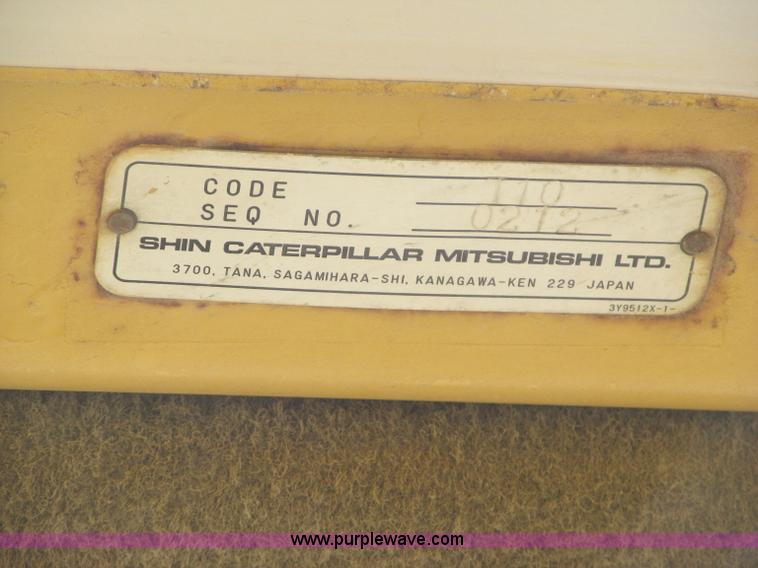 CODE 110
SEQ NO. 0212
SHIN CATERPILLAR MITSUBISHI LTD.
3700, TANA, SAGAMIHARA-SHI, KANAGAWA-KEN 229 JAPAN
3Y9512X-1-
www.purplewave.com